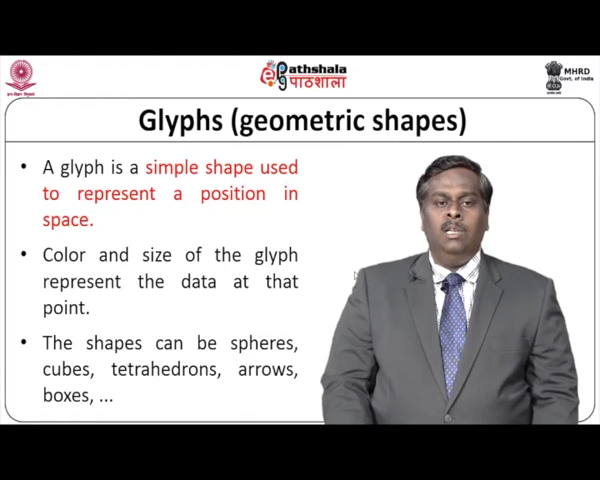 ePathshala
पाठशाला
MHRD
Govt. of India
Glyphs (geometric shapes)
• A glyph is a simple shape used
to represent a position in
space.
• Color and size of the glyph
represent the data at that
point.
• The shapes can be spheres,
cubes, tetrahedrons, arrows,
boxes, ...